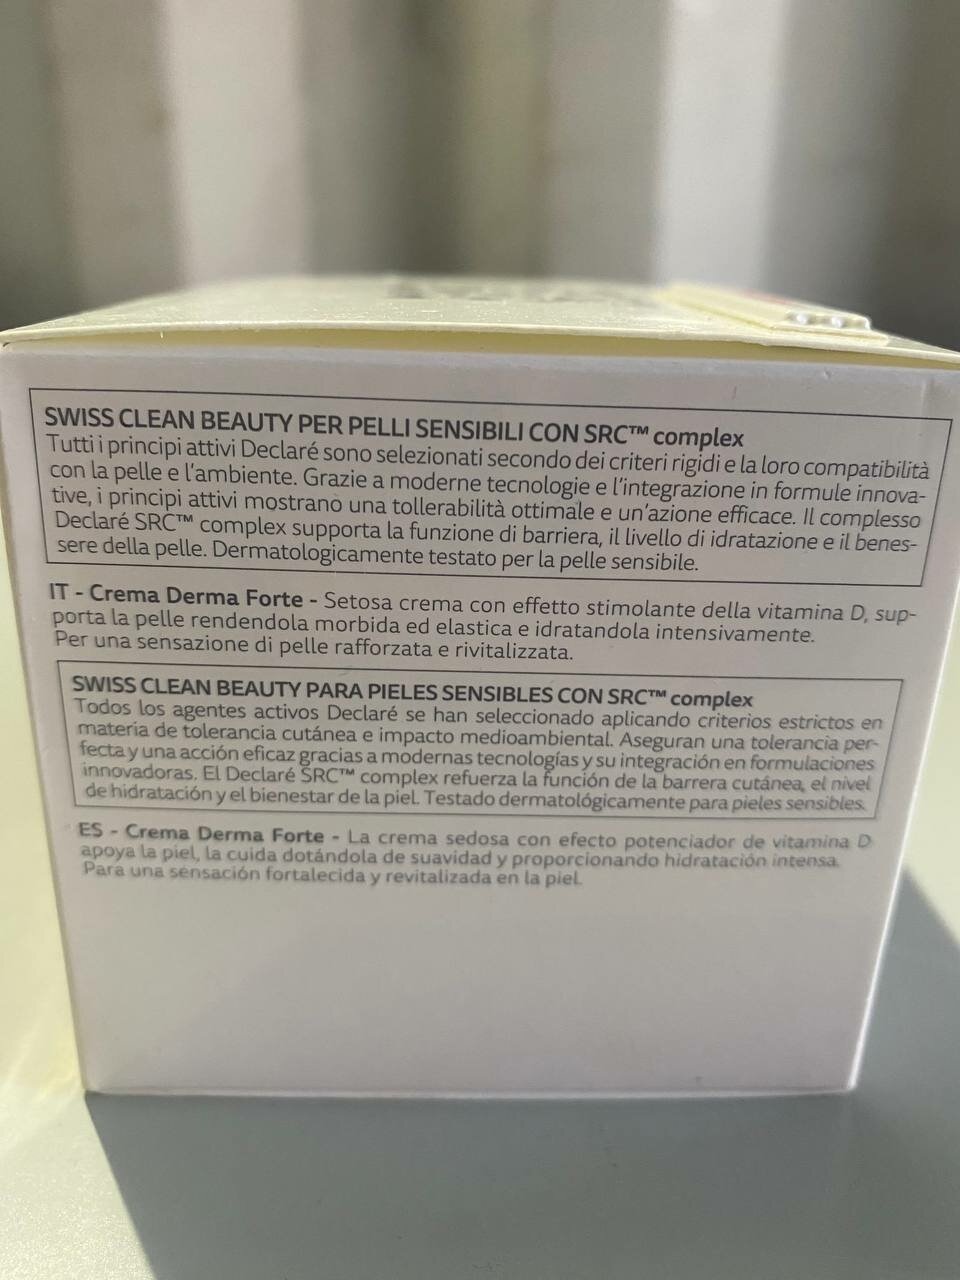 SWISS CLEAN BEAUTY PER PELLI SENSIBILI CON SRC™ complex
Tutti i principi attivi Declaré sono selezionati secondo dei criteri rigidi e la loro compatibilità
con la pelle e l'ambiente. Grazie a moderne tecnologie e l'integrazione in formule innova-
tive, i principi attivi mostrano una tollerabilità ottimale e un'azione efficace. Il complesso
Declaré SRC™ complex supporta la funzione di barriera, il livello di idratazione e il benes-
sere della pelle. Dermatologicamente testato per la pelle sensibile.
IT - Crema Derma Forte - Setosa crema con effetto stimolante della vitamina D, sup-
porta la pelle rendendola morbida ed elastica e idratandola intensivamente.
Per una sensazione di pelle rafforzata e rivitalizzata.
SWISS CLEAN BEAUTY PARA PIELES SENSIBLES CON SRC™ complex
Todos los agentes activos Declaré se han seleccionado aplicando criterios estrictos en
materia de tolerancia cutánea e impacto medioambiental. Aseguran una tolerancia per-
fecta y una acción eficaz gracias a modernas tecnologías y su integración en formulaciones
innovadoras. El Declaré SRC™ complex refuerza la función de la barrera cutánea, el nivel
de hidratación y el bienestar de la piel. Testado dermatológicamente para pieles sensibles.
ES - Crema Derma Forte - La crema sedosa con efecto potenciador de vitamina D
apoya la piel, la cuida dotándola de suavidad y proporcionando hidratación intensa.
Para una sensación fortalecida y revitalizada en la piel.